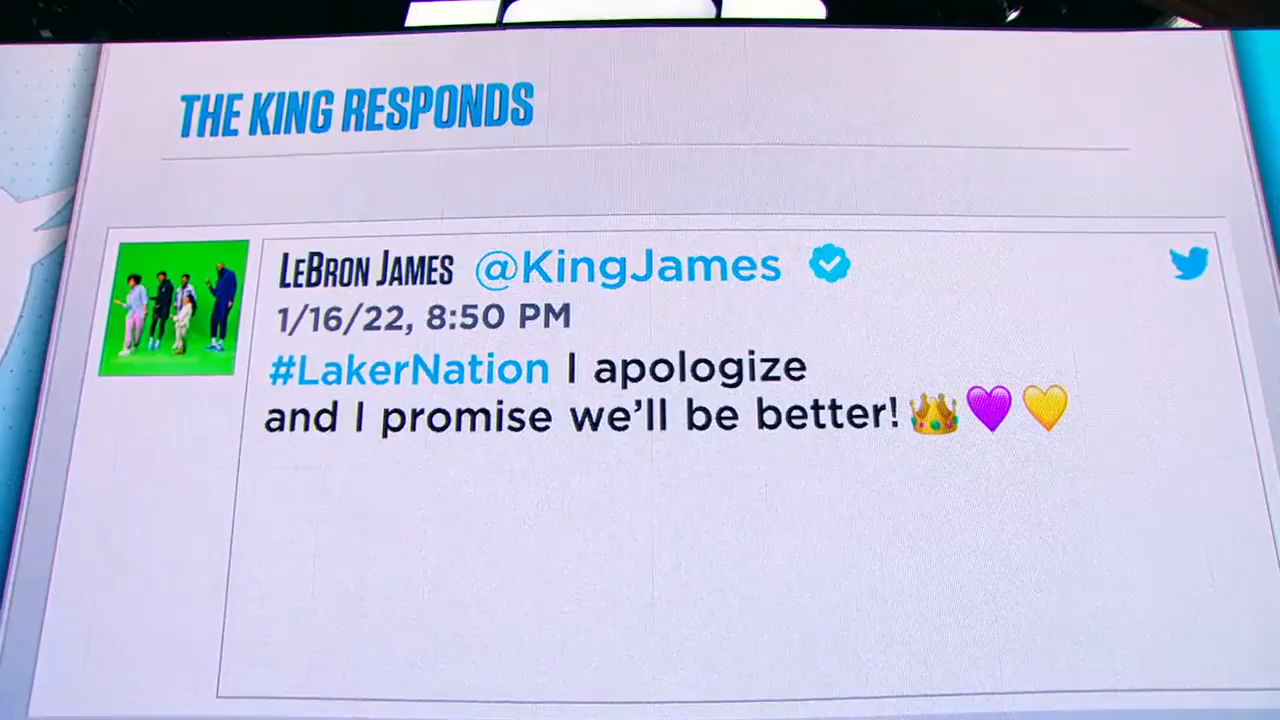 THE KING RESPONDS
LEBRON JAMES @KingJames
1/16/22, 8:50 PM
#LakerNation I apologize
and I promise we’ll be better! 👑💜💛